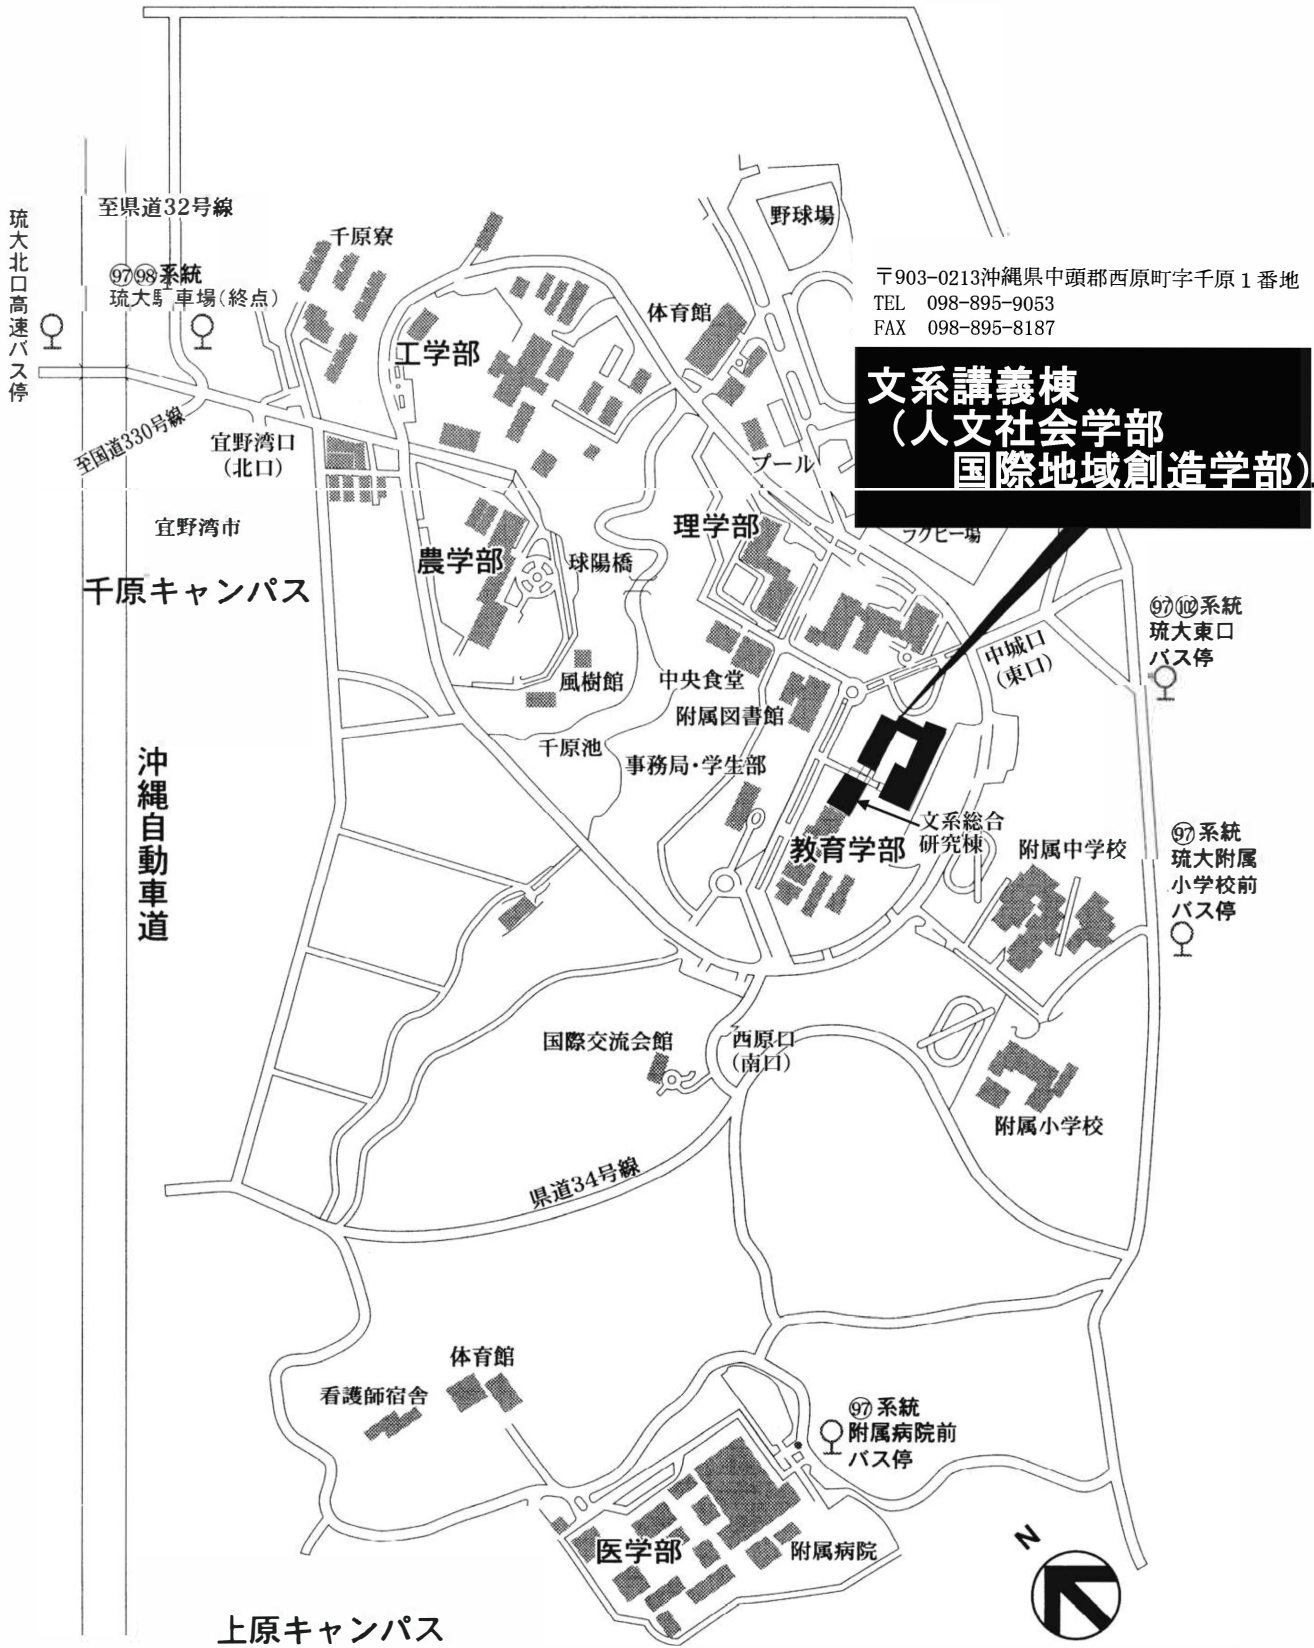 至県道32号線
琉大北口高速バス停
千原寮
野球場
97 98 系統
琉大駐車場(終点)
〒903-0213沖縄県中頭郡西原町字千原1番地
TEL 098-895-9053
FAX 098-895-8187
体育館
工学部
文系講義棟
(人文社会学部
国際地域創造学部)
至国道330号線
宜野湾口
(北口)
プール
宜野湾市
理学部
ラグビー場
農学部
球陽橋
千原キャンパス
97 102 系統
琉大東口
バス停
中城口
(東口)
風樹館
中央食堂
附属図書館
千原池
事務局・学生部
沖縄自動車道
文系総合
研究棟
教育学部
附属中学校
97 系統
琉大附属
小学校前
バス停
国際交流会館
西原口
(南口)
附属小学校
県道34号線
体育館
看護師宿舎
97 系統
附属病院前
バス停
医学部
附属病院
N
上原キャンパス